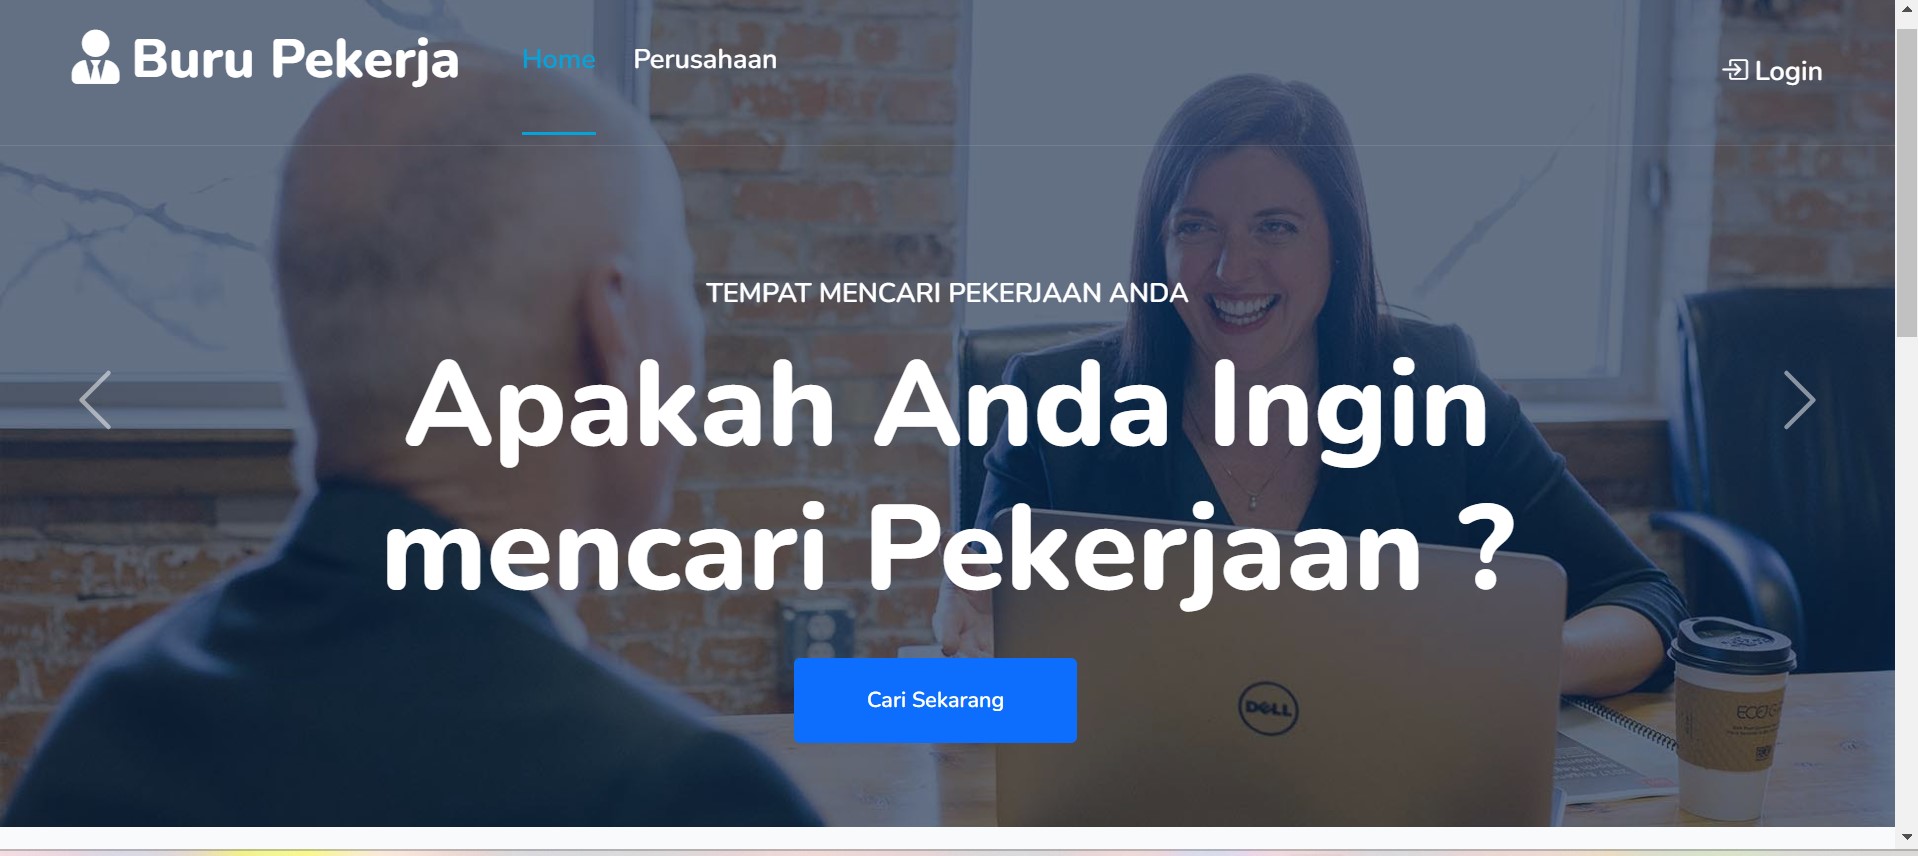 Buru Pekerja
Home
Perusahaan
Login
TEMPAT MENCARI PEKERJAAN ANDA
Apakah Anda Ingin
mencari Pekerjaan ?
Cari Sekarang
DELL